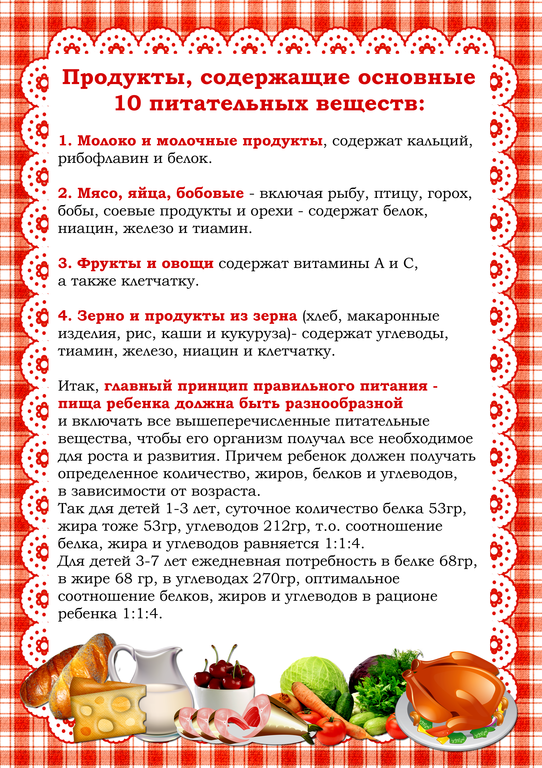 Продукты, содержащие основные
10 питательных веществ:
1. Молоко и молочные продукты, содержат кальций,
рибофлавин и белок.
2. Мясо, яйца, бобовые - включая рыбу, птицу, горох,
бобы, соевые продукты и орехи - содержат белок,
ниацин, железо и тиамин.
3. Фрукты и овощи содержат витамины А и С,
а также клетчатку.
4. Зерно и продукты из зерна (хлеб, макаронные
изделия, рис, каши и кукуруза)- содержат углеводы,
тиамин, железо, ниацин и клетчатку.
Итак, главный принцип правильного питания -
пища ребенка должна быть разнообразной
и включать все вышеперечисленные питательные
вещества, чтобы его организм получал все необходимое
для роста и развития. Причем ребенок должен получать
определенное количество, жиров, белков и углеводов,
в зависимости от возраста.
Так для детей 1-3 лет, суточное количество белка 53гр,
жира тоже 53гр, углеводов 212гр, т.о. соотношение
белка, жира и углеводов равняется 1:1:4.
Для детей 3-7 лет ежедневная потребность в белке 68гр,
в жире 68 гр, в углеводах 270гр, оптимальное
соотношение белков, жиров и углеводов в рационе
ребенка 1:1:4.